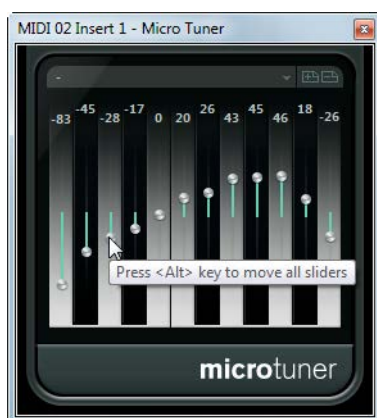 MIDI 02 Insert 1 - Micro Tuner
-
-83 -45 -28 -17 0 20 26 43 45 46 18 -26
Press <Alt> key to move all sliders
microtuner